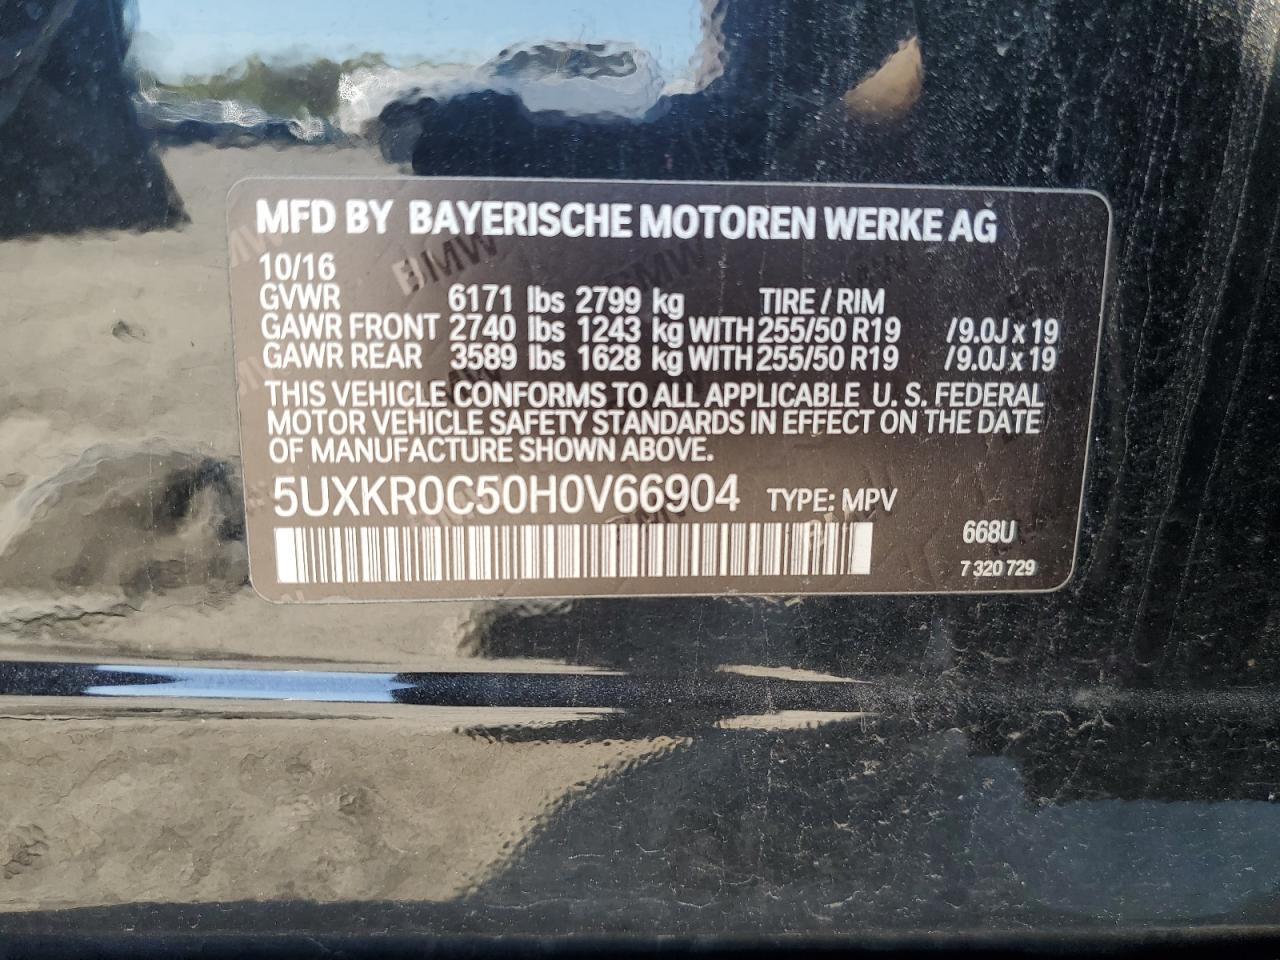 MFD BY BAYERISCHE MOTOREN WERKE AG
10/16
GVWR 6171 lbs 2799 kg TIRE / RIM
GAWR FRONT 2740 lbs 1243 kg WITH 255/50 R19 /9.0J x 19
GAWR REAR 3589 lbs 1628 kg WITH 255/50 R19 /9.0J x 19
THIS VEHICLE CONFORMS TO ALL APPLICABLE U. S. FEDERAL
MOTOR VEHICLE SAFETY STANDARDS IN EFFECT ON THE DATE
OF MANUFACTURE SHOWN ABOVE.
5UXKR0C50H0V66904 TYPE: MPV
668U
7 320 729